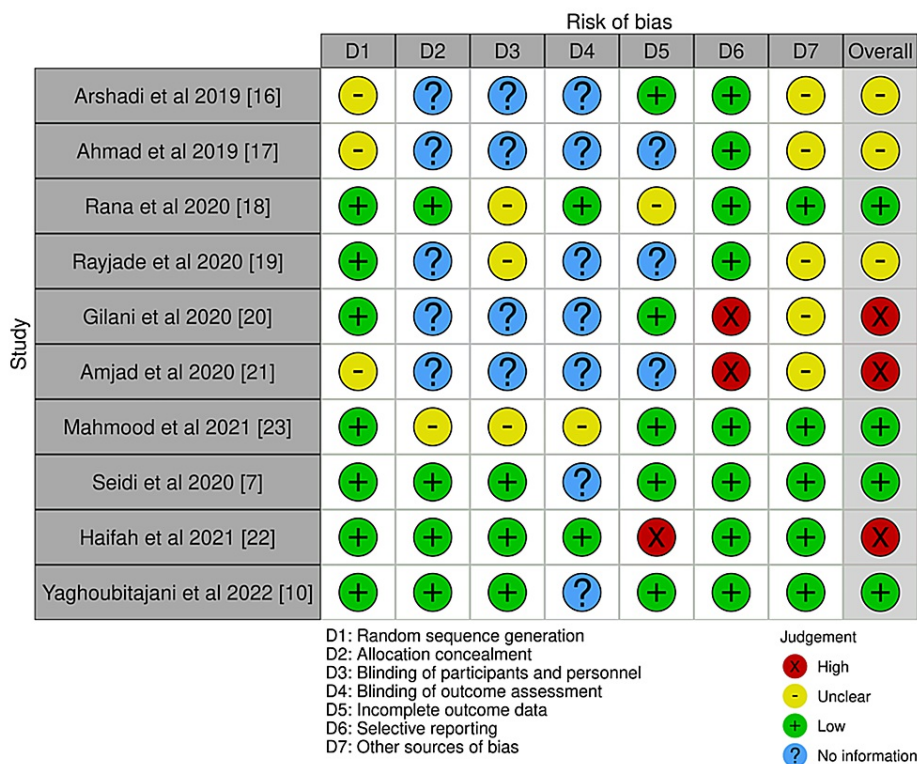 Risk of bias
D1 D2 D3 D4 D5 D6 D7 Overall
Study
Arshadi et al 2019 [16] - ? ? ? + + - -
Ahmad et al 2019 [17] - ? ? ? ? + - -
Rana et al 2020 [18] + + - + - + + +
Rayjade et al 2020 [19] + ? - ? ? + - -
Gilani et al 2020 [20] + ? ? ? + X - X
Amjad et al 2020 [21] - ? ? ? ? X - X
Mahmood et al 2021 [23] + - - - + + + +
Seidi et al 2020 [7] + + + ? + + + +
Haifah et al 2021 [22] + + + + X + + X
Yaghoubitajani et al 2022 [10] + + + ? + + + +
D1: Random sequence generation
D2: Allocation concealment
D3: Blinding of participants and personnel
D4: Blinding of outcome assessment
D5: Incomplete outcome data
D6: Selective reporting
D7: Other sources of bias
Judgement
X High
- Unclear
+ Low
? No information